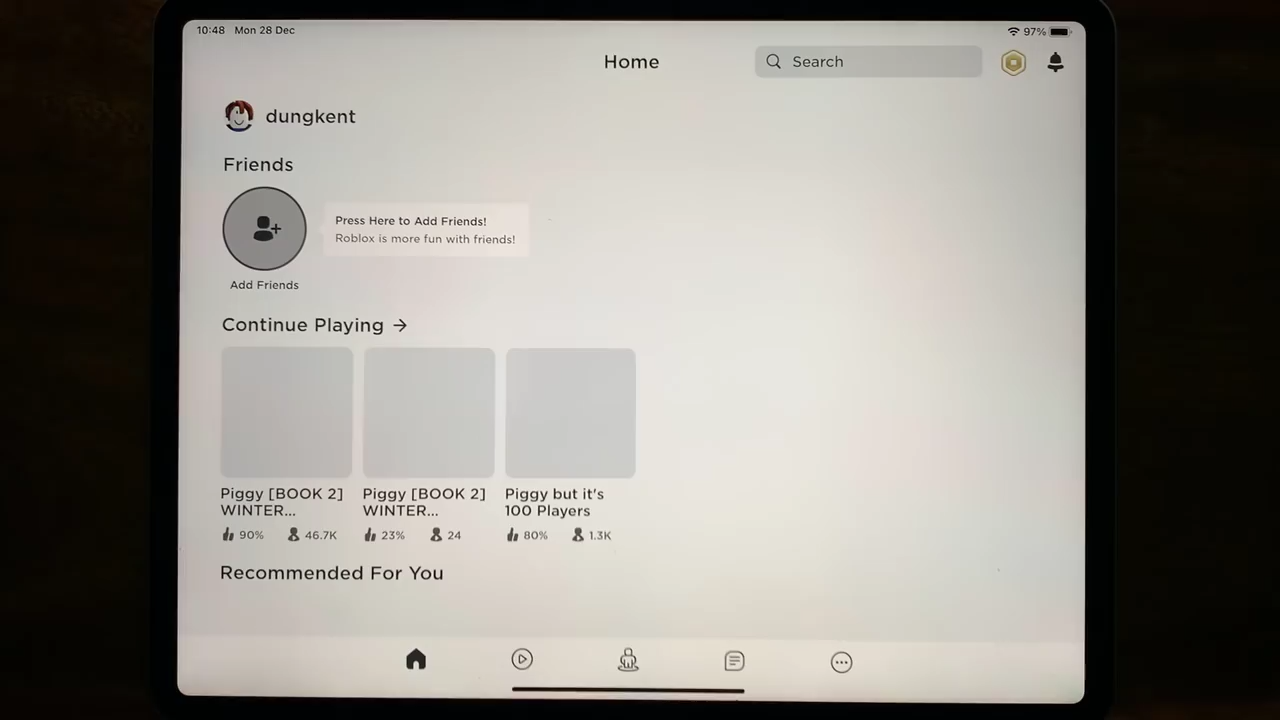 10:48 Mon 28 Dec
97%
Home
Search
dungkent
Friends
Press Here to Add Friends!
Roblox is more fun with friends!
Add Friends
Continue Playing →
Piggy [BOOK 2]
WINTER...
90% 46.7K
Piggy [BOOK 2]
WINTER...
23% 24
Piggy but it's
100 Players
80% 1.3K
Recommended For You